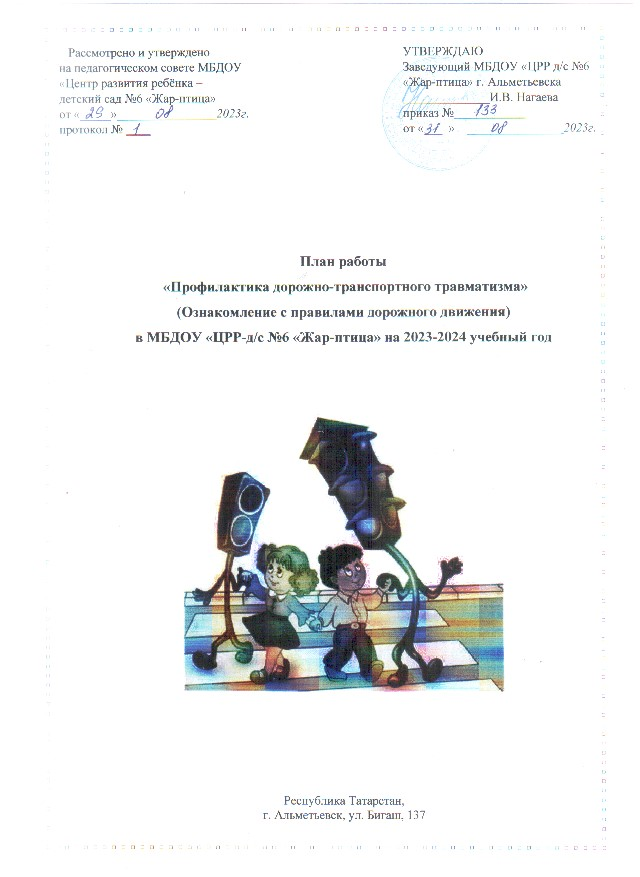 Рассмотрено и утверждено
на педагогическом совете МБДОУ
«Центр развития ребёнка –
детский сад №6 «Жар-птица»
от « 29 » 08 2023г.
протокол № 1
УТВЕРЖДАЮ
Заведующий МБДОУ «ЦРР д/с №6
«Жар-птица» г. Альметьевска
И.В. Нагаева
приказ № 133
от «31 » 08 2023г.
План работы
«Профилактика дорожно-транспортного травматизма»
(Ознакомление с правилами дорожного движения)
в МБДОУ «ЦРР-д/с №6 «Жар-птица» на 2023-2024 учебный год
Республика Татарстан,
г. Альметьевск, ул. Бигаш, 137